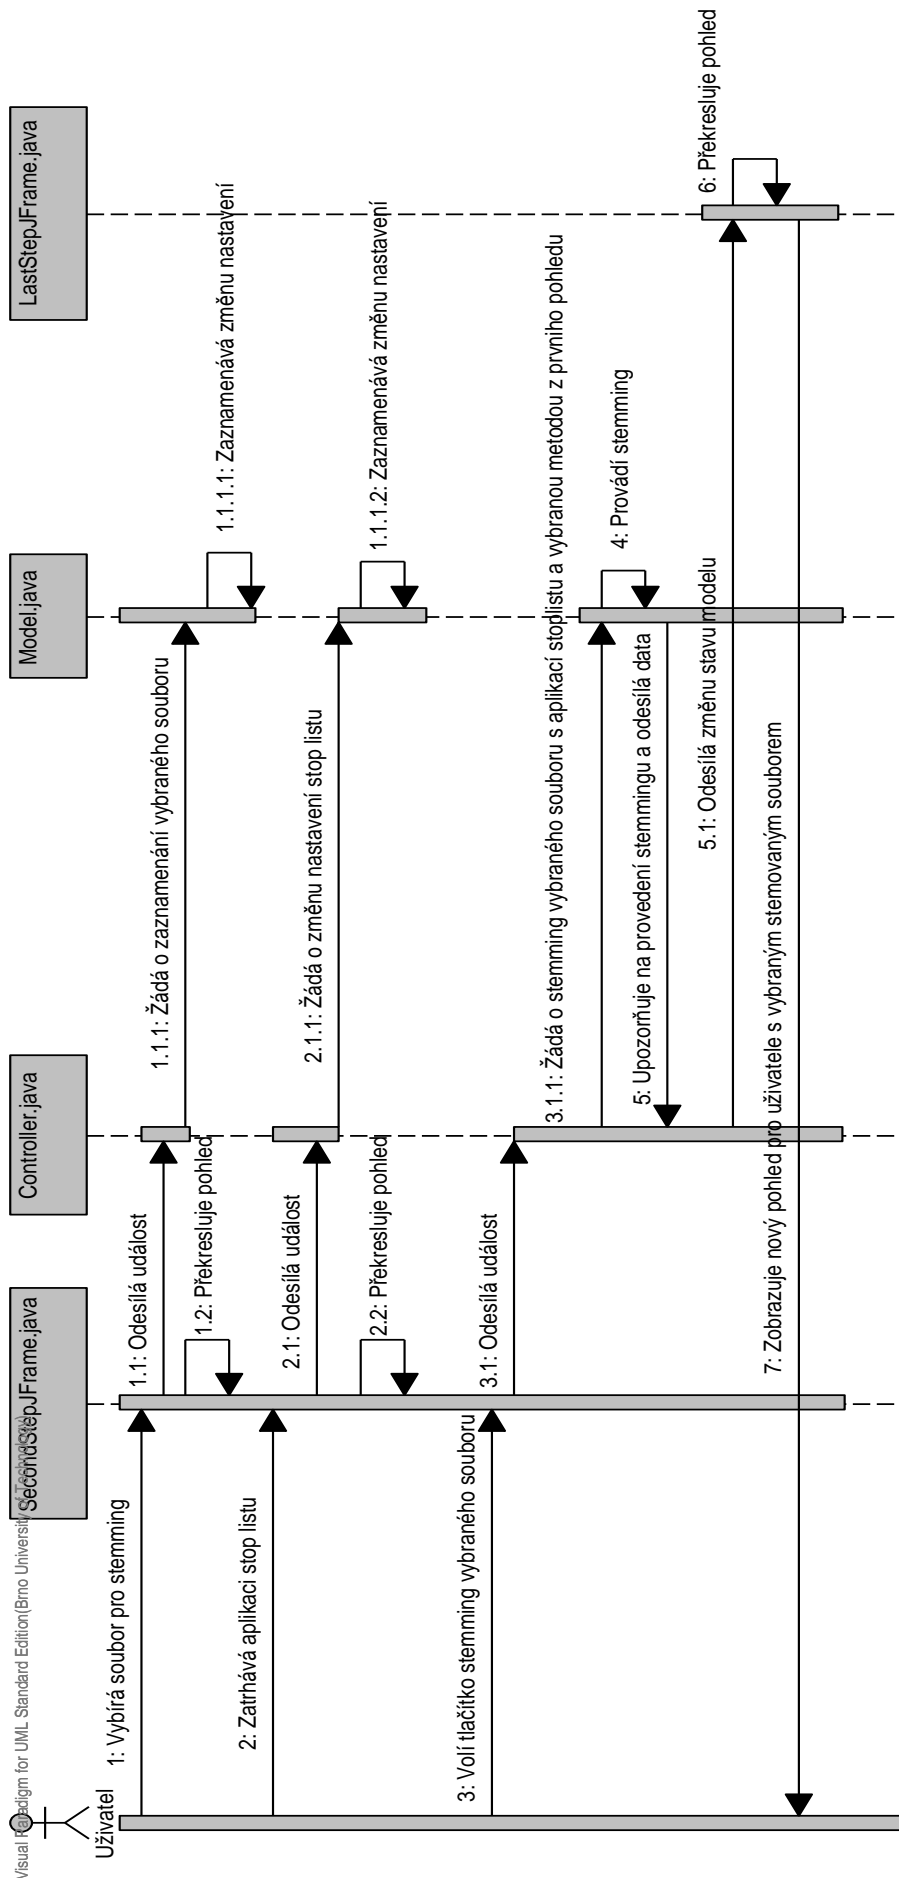 Visual Paradigm for UML Standard Edition(Brno University of Technology)
Uživatel
SecondStepJFrame.java
Controller.java
Model.java
LastStepJFrame.java
1: Vybírá soubor pro stemming
1.1: Odesílá událost
1.1.1: Žádá o zaznamenání vybraného souboru
1.2: Překresluje pohled
1.1.1.1: Zaznamenává změnu nastavení
2: Zatrhává aplikaci stop listu
2.1: Odesílá událost
2.1.1: Žádá o změnu nastavení stop listu
2.2: Překresluje pohled
1.1.1.2: Zaznamenává změnu nastavení
3: Volí tlačítko stemming vybraného souboru
3.1: Odesílá událost
3.1.1: Žádá o stemming vybraného souboru s aplikací stoplistu a vybranou metodou z prvniho pohledu
4: Provádí stemming
5: Upozorňuje na provedení stemmingu a odesílá data
5.1: Odesílá změnu stavu modelu
6: Překresluje pohled
7: Zobrazuje nový pohled pro uživatele s vybraným stemovaným souborem